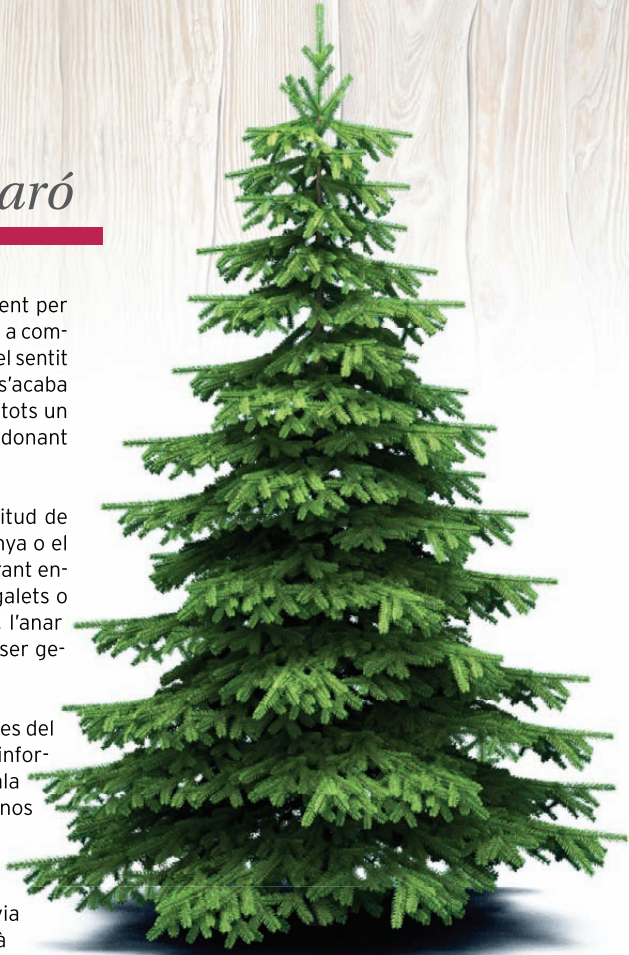 aró
ent per
a com-
el sentit
s’acaba
tots un
donant
itud de
nya o el
rant en-
galets o
l’anar
ser ge-
es del
infor-
ala
nos
via
à